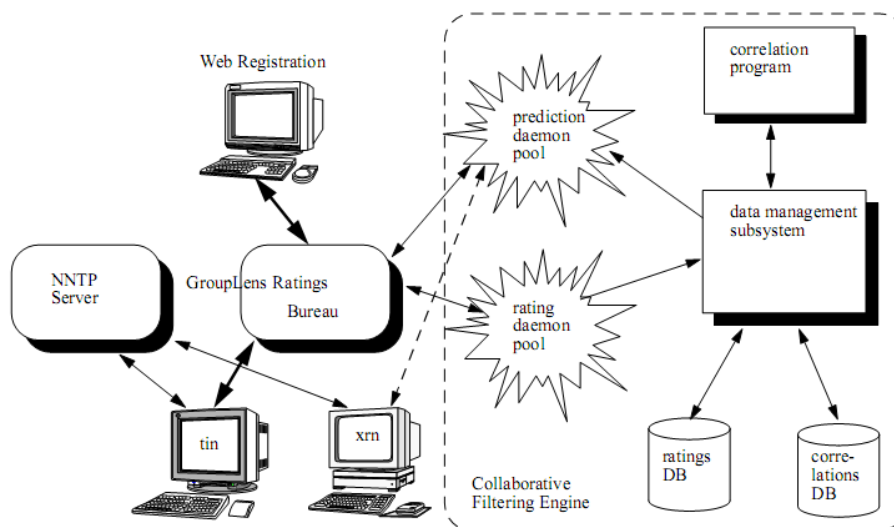 Web Registration
correlation
program
prediction
daemon
pool
data management
subsystem
NNTP
Server
GroupLens Ratings
Bureau
rating
daemon
pool
tin
xrn
ratings
DB
corre-
lations
DB
Collaborative
Filtering Engine